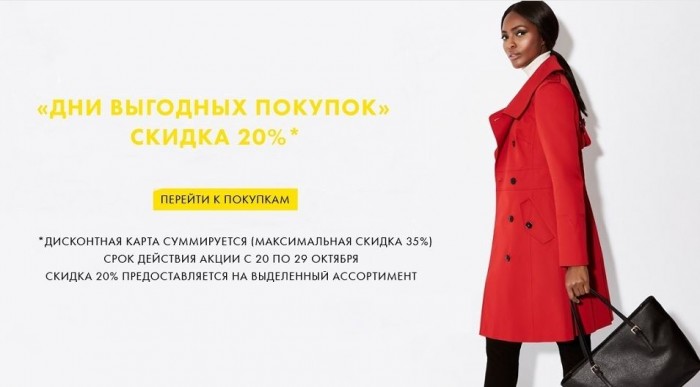 «ДНИ ВЫГОДНЫХ ПОКУПОК»
СКИДКА 20%*
ПЕРЕЙТИ К ПОКУПКАМ
*ДИСКОНТНАЯ КАРТА СУММИРУЕТСЯ (МАКСИМАЛЬНАЯ СКИДКА 35%)
СРОК ДЕЙСТВИЯ АКЦИИ С 20 ПО 29 ОКТЯБРЯ
СКИДКА 20% ПРЕДОСТАВЛЯЕТСЯ НА ВЫДЕЛЕННЫЙ АССОРТИМЕНТ